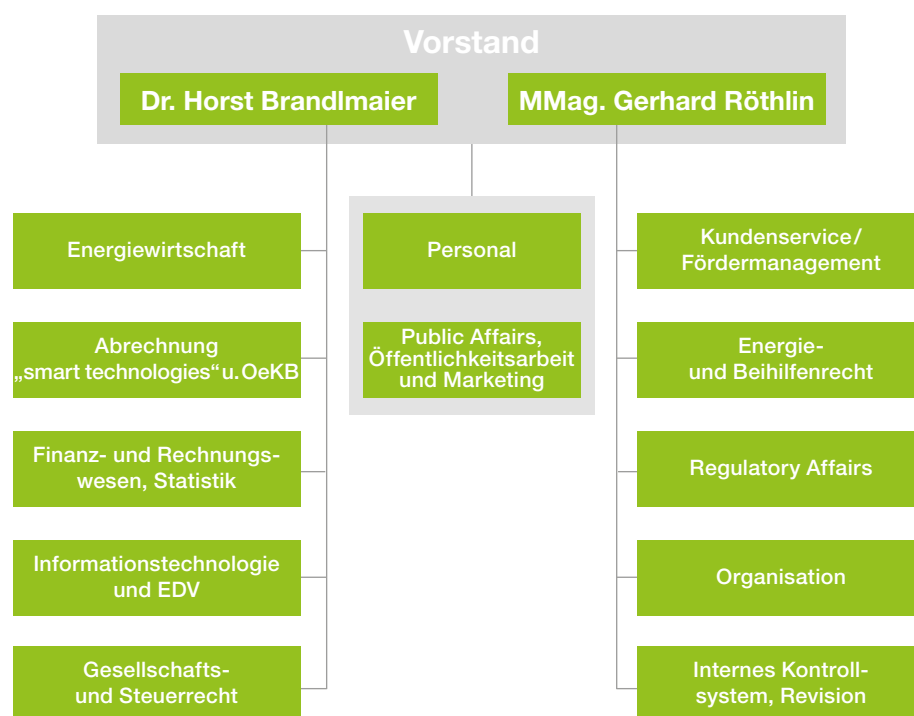 Vorstand
Dr. Horst Brandlmaier
MMag. Gerhard Röthlin
Energiewirtschaft
Abrechnung
„smart technologies“ u. OeKB
Finanz- und Rechnungs-
wesen, Statistik
Informationstechnologie
und EDV
Gesellschafts-
und Steuerrecht
Personal
Public Affairs,
Öffentlichkeitsarbeit
und Marketing
Kundenservice/
Fördermanagement
Energie-
und Beihilfenrecht
Regulatory Affairs
Organisation
Internes Kontroll-
system, Revision